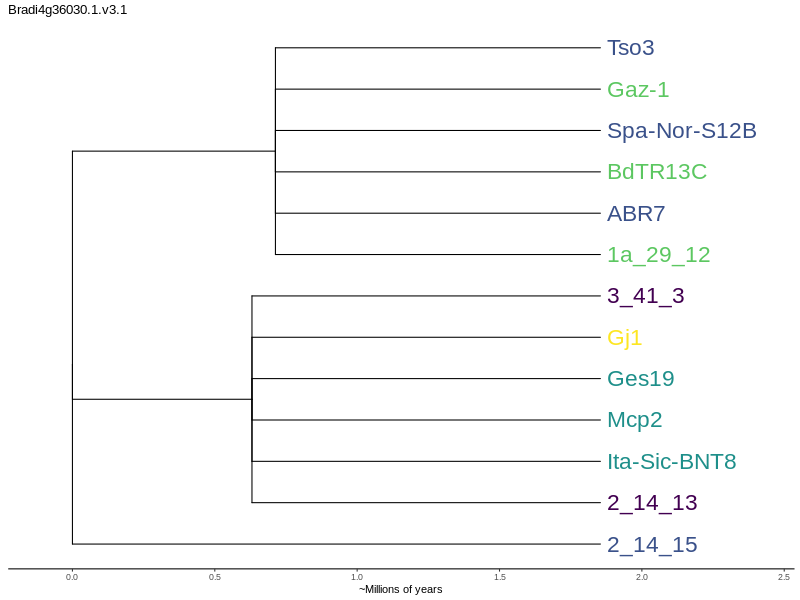 Bradi4g36030.1.v3.1
Tso3
Gaz-1
Spa-Nor-S12B
BdTR13C
ABR7
1a_29_12
3_41_3
Gj1
Ges19
Mcp2
Ita-Sic-BNT8
2_14_13
2_14_15
0.0 0.5 1.0 1.5 2.0 2.5
~Millions of years